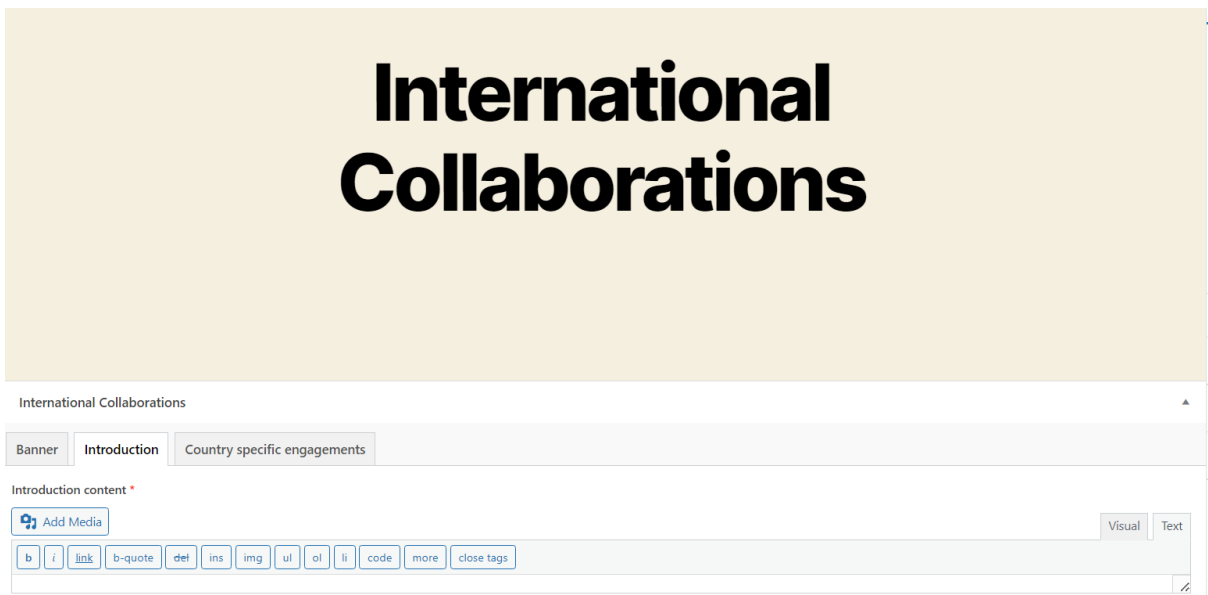 International
Collaborations
International Collaborations
Banner Introduction Country specific engagements
Introduction content *
Add Media
Visual Text
b i link b-quote del ins img ul ol li code more close tags